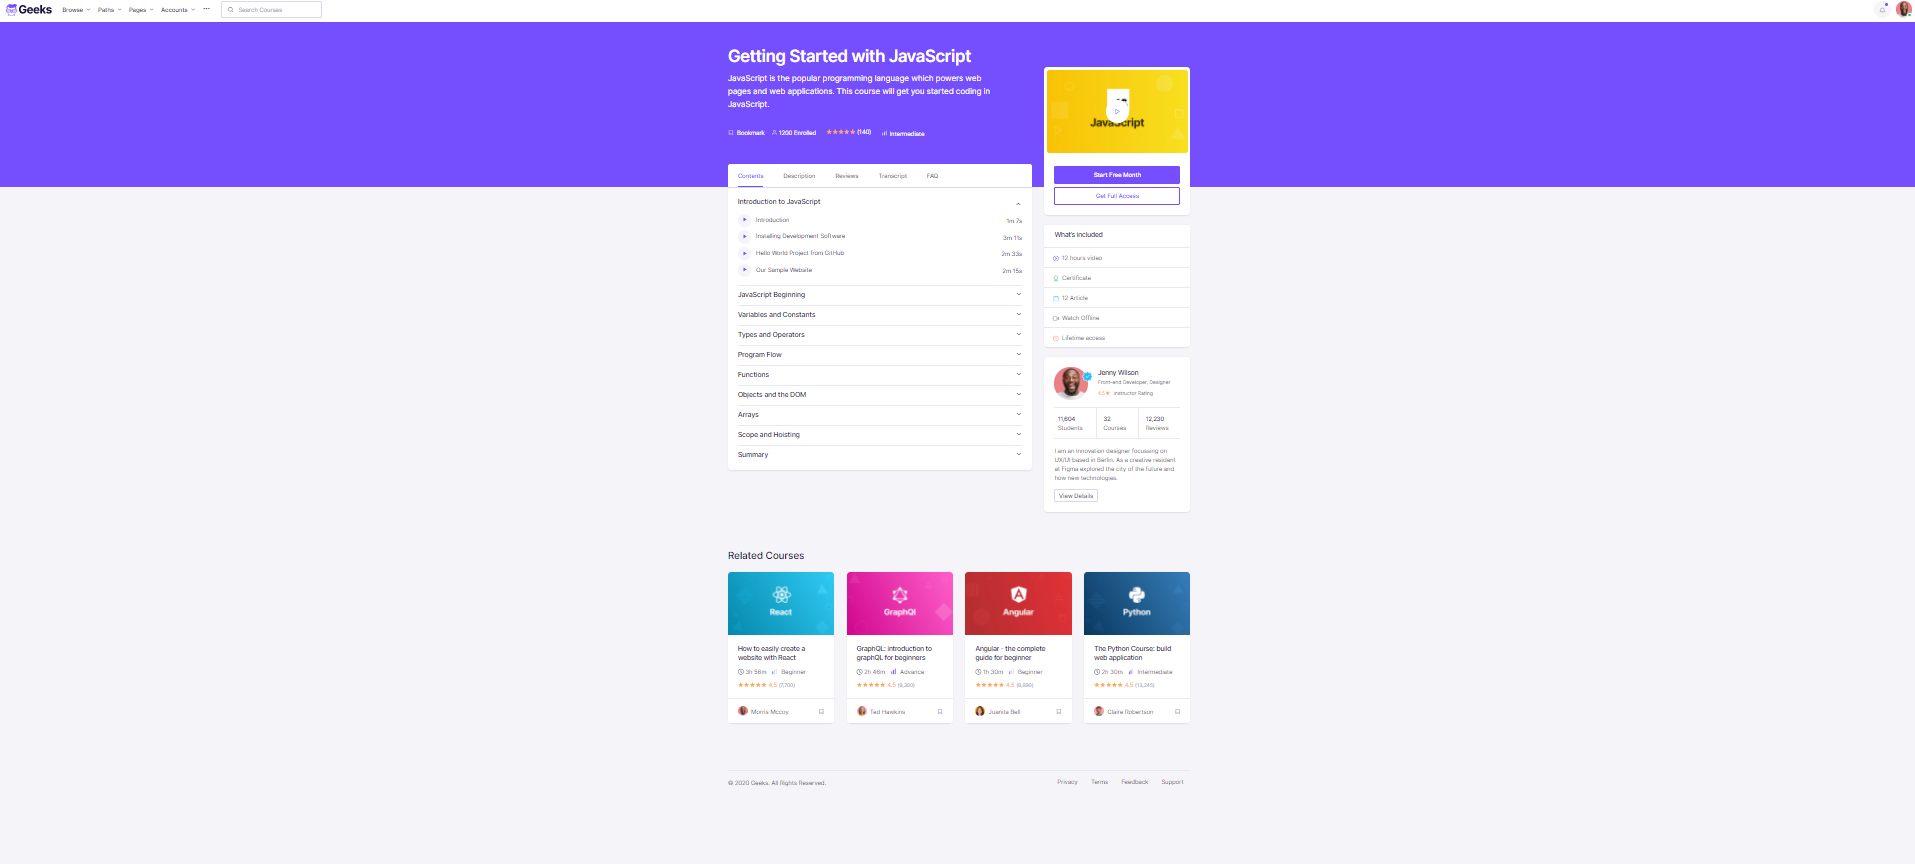 Geeks
Browse
Paths
Pages
Accounts
Search Courses
Getting Started with JavaScript
JavaScript is the popular programming language which powers web
pages and web applications. This course will get you started coding in
JavaScript.
Bookmark
1200 Enrolled
(140)
Intermediate
JavaScript
Start Free Month
Get Full Access
Contents
Description
Reviews
Transcript
FAQ
Introduction to JavaScript
Introduction
1m 7s
Installing Development Software
3m 11s
Hello World Project from GitHub
2m 33s
Our Sample Website
2m 15s
JavaScript Beginning
Variables and Constants
Types and Operators
Program Flow
Functions
Objects and the DOM
Arrays
Scope and Hoisting
Summary
What's included
12 hours video
Certificate
12 Article
Watch Offline
Lifetime access
Jenny Wilson
Front-end Developer, Designer
4.5 Instructor Rating
11,604
Students
32
Courses
12,230
Reviews
I am an Innovation designer focussing on
UX/UI based in Berlin. As a creative resident
at Figma explored the city of the future and
how new technologies.
View Details
Related Courses
React
How to easily create a
website with React
3h 56m
Beginner
4.5 (7,700)
Morris Mccoy
GraphQl
GraphQL: introduction to
graphQL for beginners
2h 46m
Advance
4.5 (9,300)
Ted Hawkins
Angular
Angular - the complete
guide for beginner
1h 30m
Beginner
4.5 (8,890)
Juanita Bell
Python
The Python Course: build
web application
2h 30m
Intermediate
4.5 (13,245)
Claire Robertson
© 2020 Geeks. All Rights Reserved.
Privacy
Terms
Feedback
Support